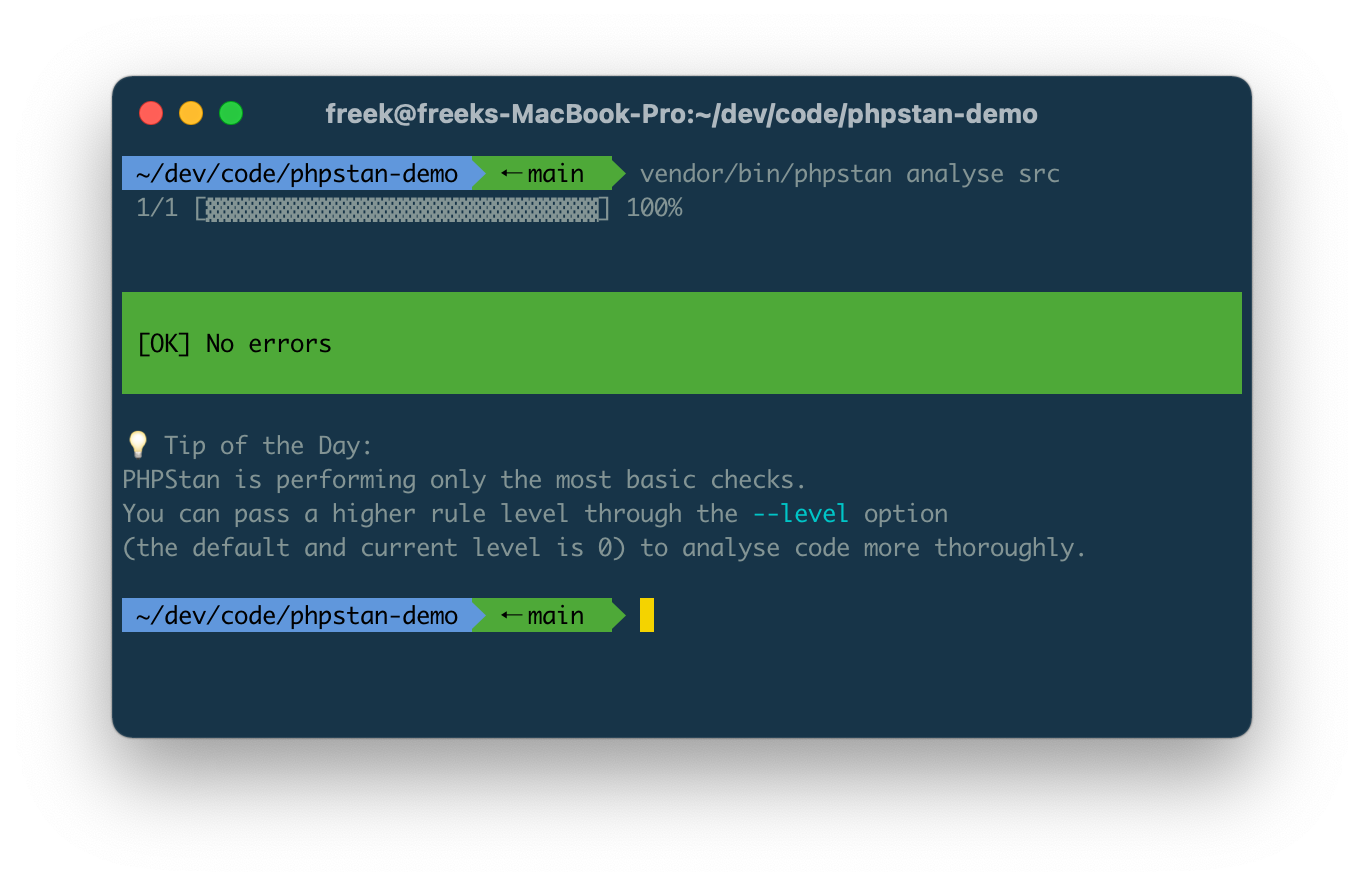 freek@freeks-MacBook-Pro:~/dev/code/phpstan-demo
~/dev/code/phpstan-demo ←main vendor/bin/phpstan analyse src
1/1 [▓▓▓▓▓▓▓▓▓▓▓▓▓▓▓▓▓▓▓▓▓▓▓▓▓▓▓▓] 100%
[OK] No errors
💡 Tip of the Day:
PHPStan is performing only the most basic checks.
You can pass a higher rule level through the --level option
(the default and current level is 0) to analyse code more thoroughly.
~/dev/code/phpstan-demo ←main